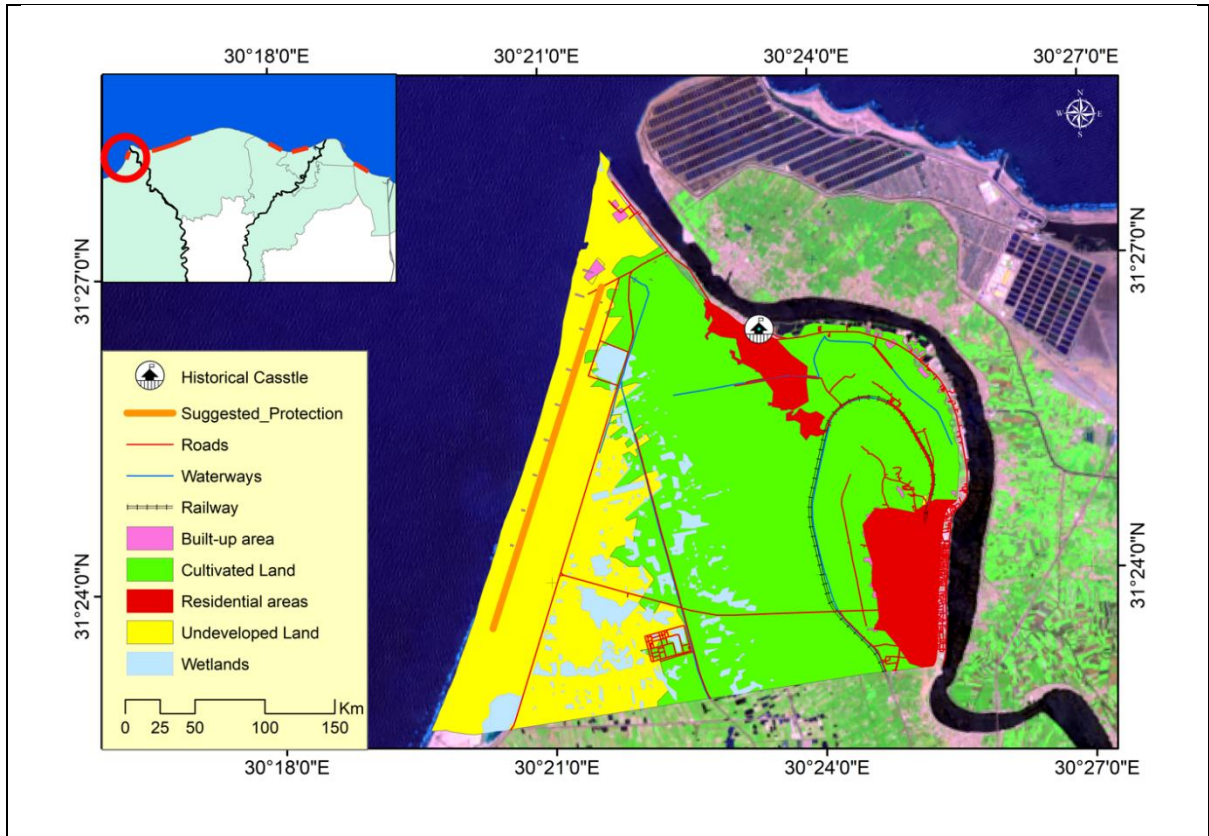 30°18'0"E 30°21'0"E 30°24'0"E 30°27'0"E
N
W E
S
31°27'0"N
31°27'0"N
Historical Casstle
Suggested_Protection
Roads
Waterways
Railway
Built-up area
Cultivated Land
Residential areas
Undeveloped Land
Wetlands
Km
0 25 50 100 150
31°24'0"N
31°24'0"N
30°18'0"E 30°21'0"E 30°24'0"E 30°27'0"E